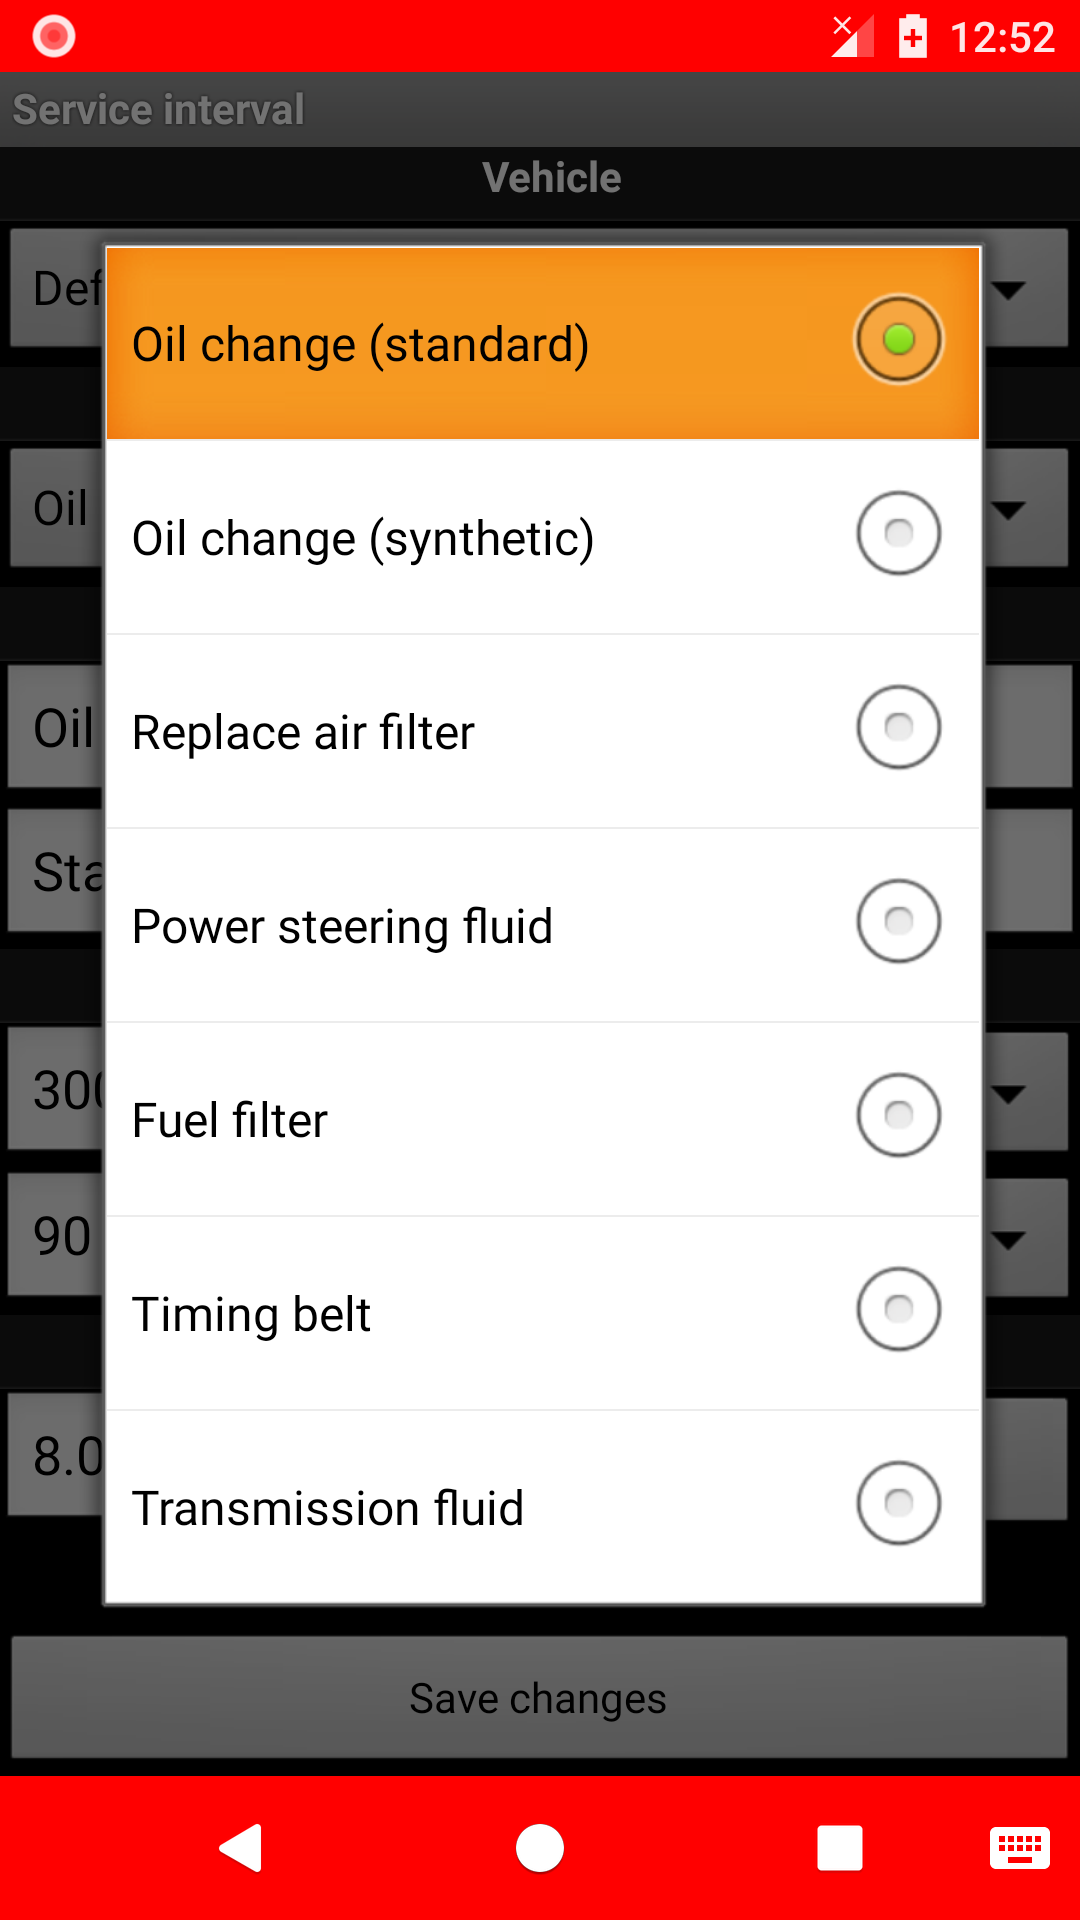 12:52
Service interval
Vehicle
Def
Oil change (standard)
Oil
Oil change (synthetic)
Oil
Replace air filter
Sta
Power steering fluid
300
Fuel filter
90
Timing belt
8.0
Transmission fluid
Save changes